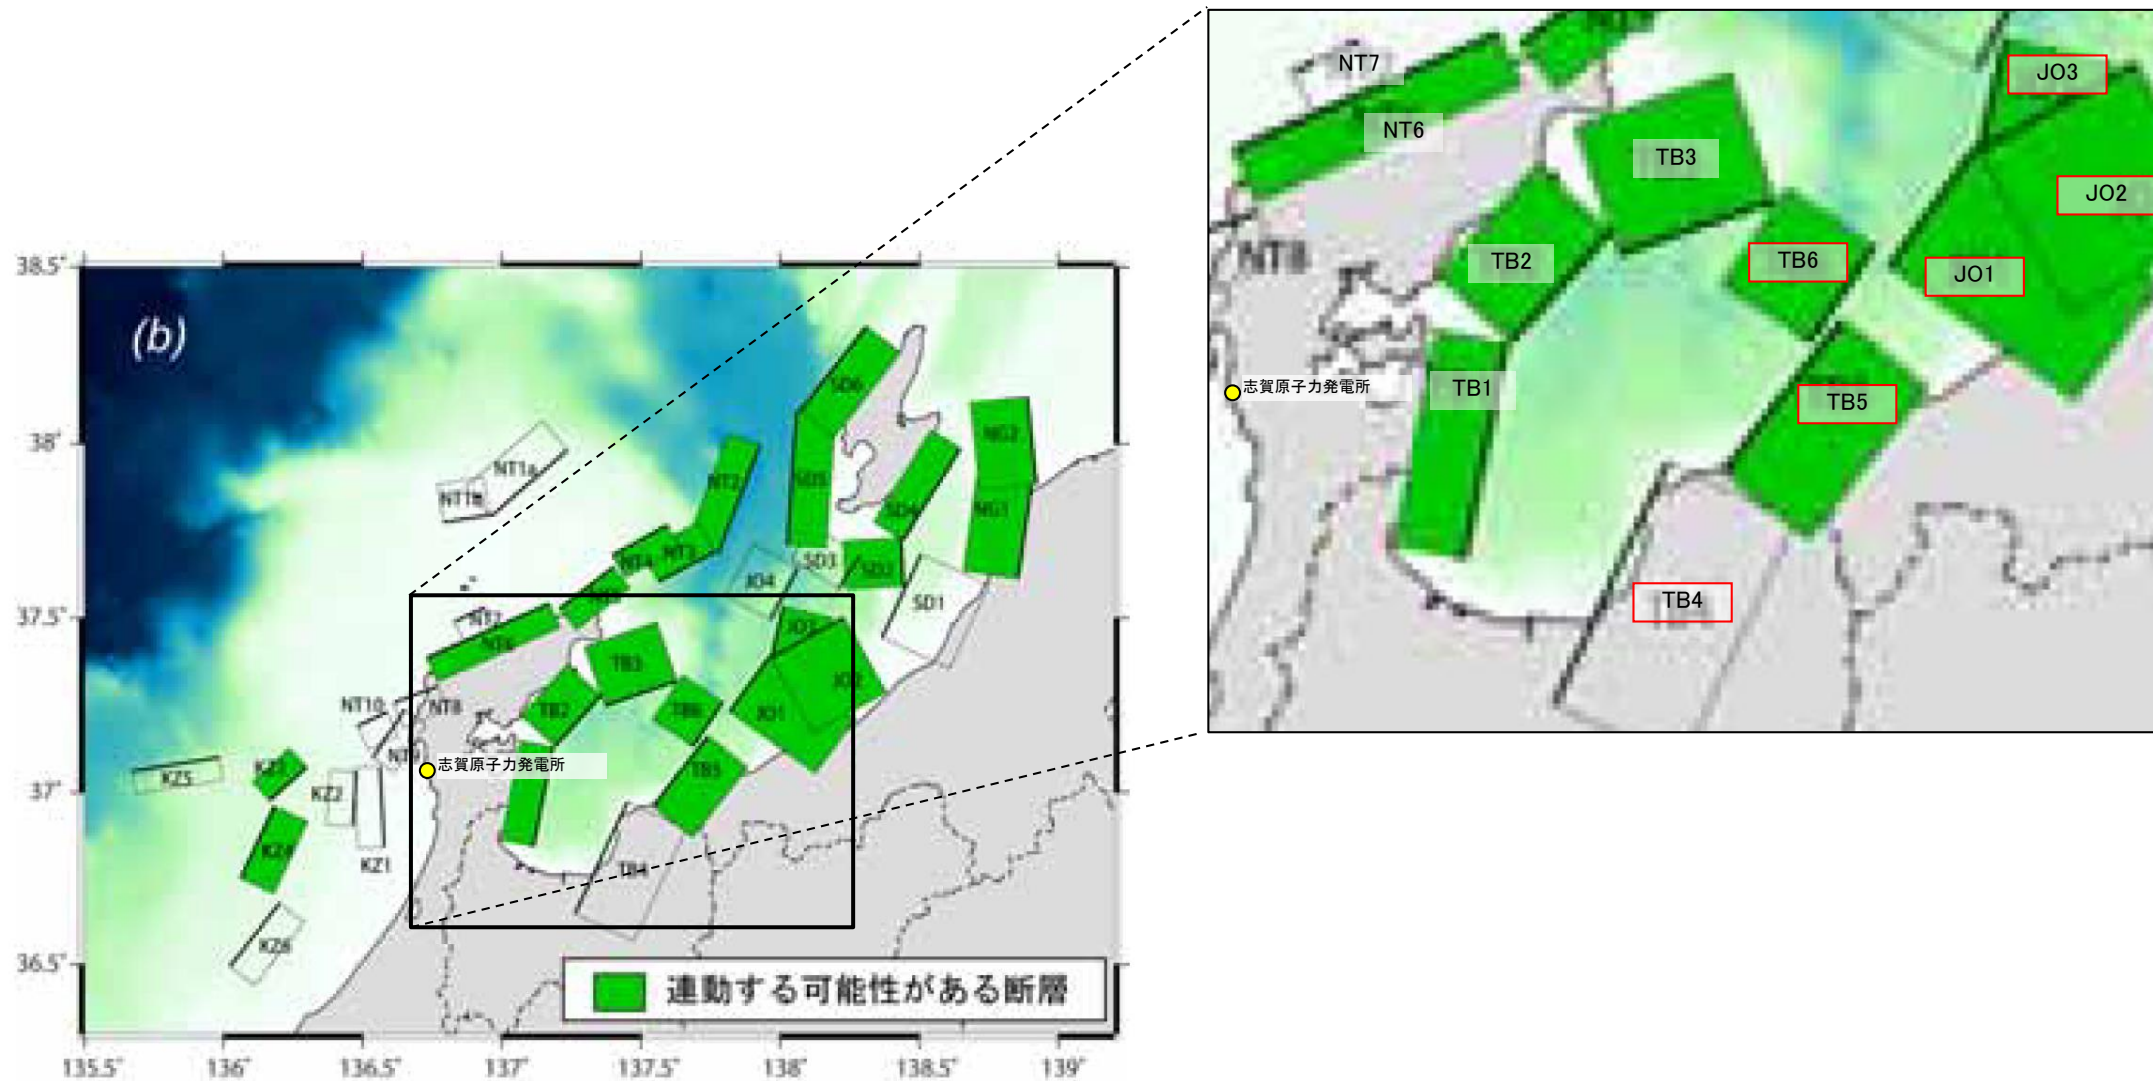 (b)
38.5°
38°
37.5°
37°
36.5°
135.5°
136°
136.5°
137°
137.5°
138°
138.5°
139°
SD6
NG2
NT1a
NT1b
NT2
SD5
SD4
NG1
NT4
NT3
SD3
SD2
JO4
SD1
NT7
JO3
TB3
JO2
NT10
NT8
TB2
TB6
JO1
NT9
志賀原子力発電所
KZ5
KZ3
TB5
KZ2
KZ4
KZ1
TB4
KZ6
連動する可能性がある断層
NT7
JO3
NT6
TB3
JO2
NT8
TB2
TB6
JO1
志賀原子力発電所
TB1
TB5
TB4